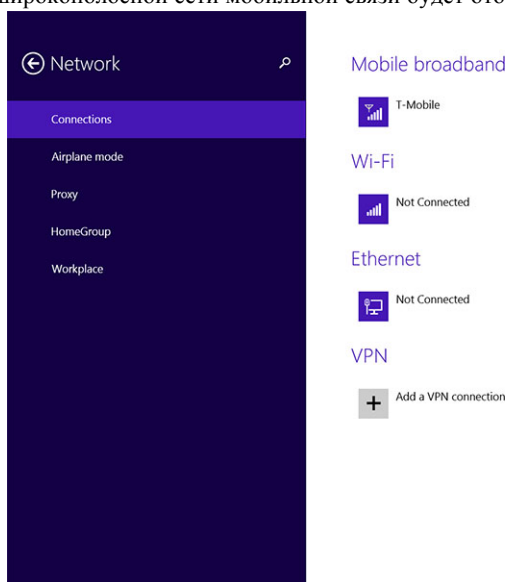 широкополосной сети мобильной связи будет ото
Network
Connections
Airplane mode
Proxy
HomeGroup
Workplace
Mobile broadband
T-Mobile
Wi-Fi
Not Connected
Ethernet
Not Connected
VPN
Add a VPN connection